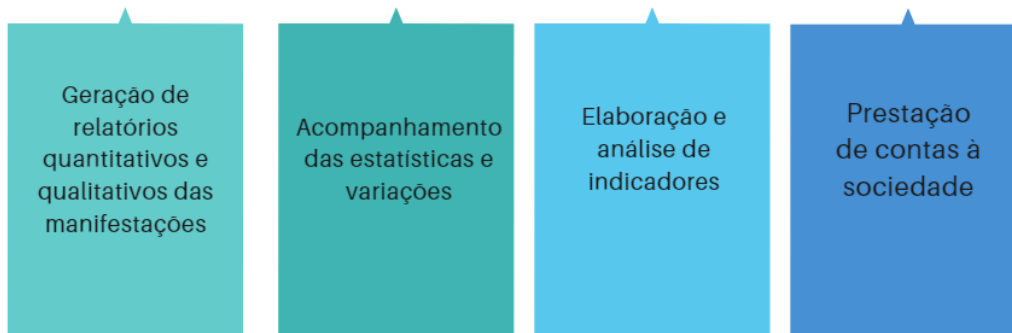 Geração de
relatórios
quantitativos e
qualitativos das
manifestações
Acompanhamento
das estatísticas e
variações
Elaboração e
análise de
indicadores
Prestação
de contas à
sociedade